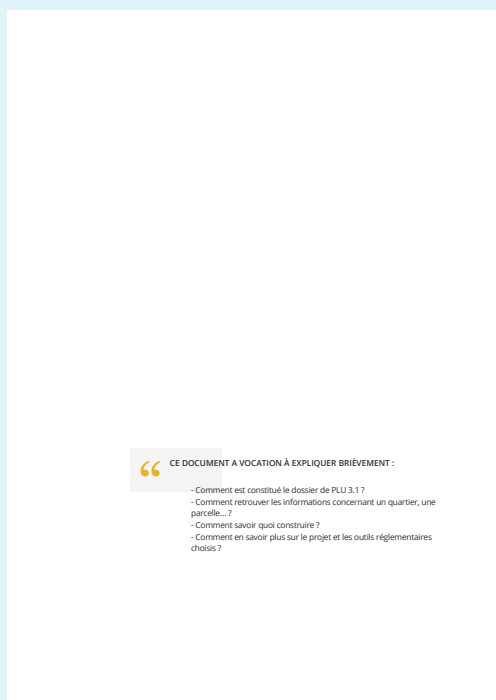 “
CE DOCUMENT A VOCATION À EXPLIQUER BRIÈVEMENT :
- Comment est constitué le dossier de PLU 3.1 ?
- Comment retrouver les informations concernant un quartier, une
parcelle... ?
- Comment savoir quoi construire ?
- Comment en savoir plus sur le projet et les outils réglementaires
choisis ?